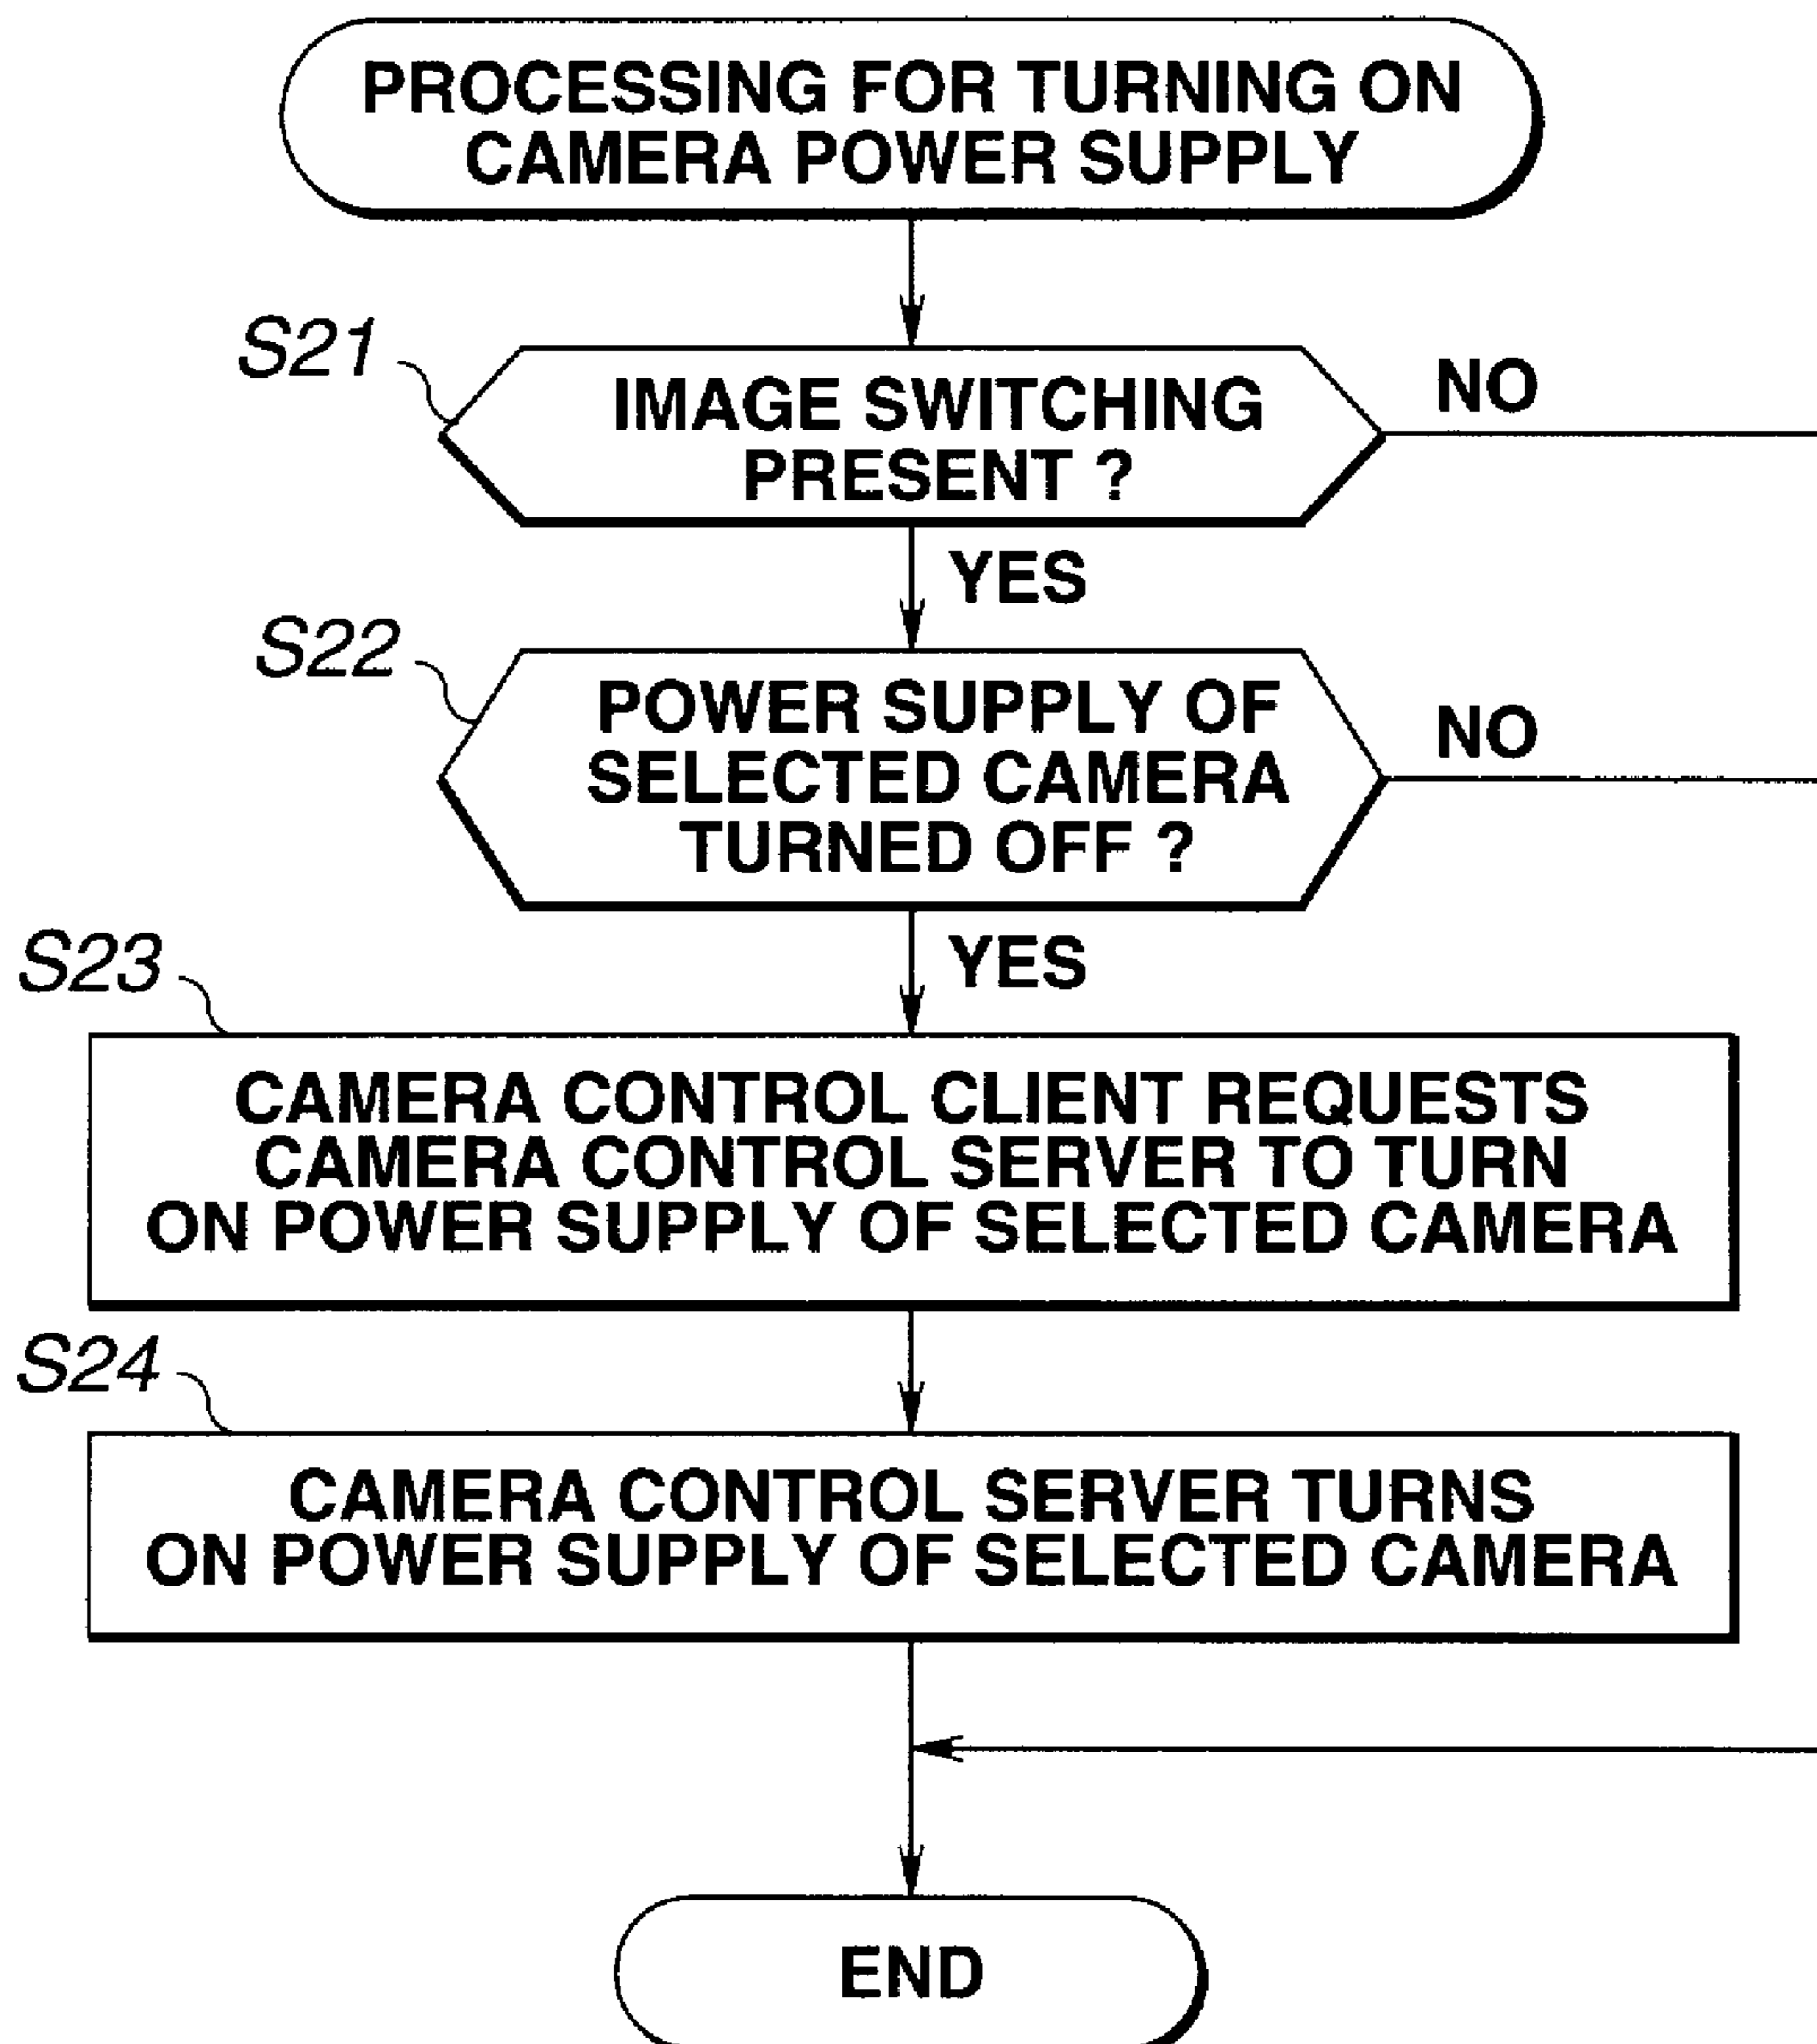 PROCESSING FOR TURNING ON
CAMERA POWER SUPPLY
S21
IMAGE SWITCHING
PRESENT ?
NO
YES
S22
POWER SUPPLY OF
SELECTED CAMERA
TURNED OFF ?
NO
YES
S23
CAMERA CONTROL CLIENT REQUESTS
CAMERA CONTROL SERVER TO TURN
ON POWER SUPPLY OF SELECTED CAMERA
S24
CAMERA CONTROL SERVER TURNS
ON POWER SUPPLY OF SELECTED CAMERA
END